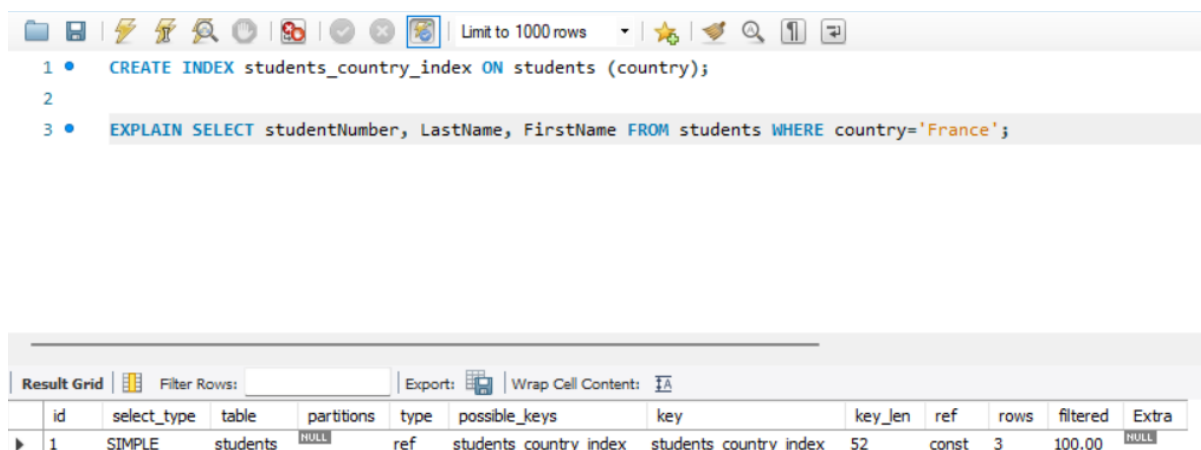 Limit to 1000 rows
1 CREATE INDEX students_country_index ON students (country);
2
3 EXPLAIN SELECT studentNumber, LastName, FirstName FROM students WHERE country='France';
Result Grid Filter Rows: Export: Wrap Cell Content: IA
id select_type table partitions type possible_keys key key_len ref rows filtered Extra
1 SIMPLE students NULL ref students_country_index students_country_index 52 const 3 100.00 NULL